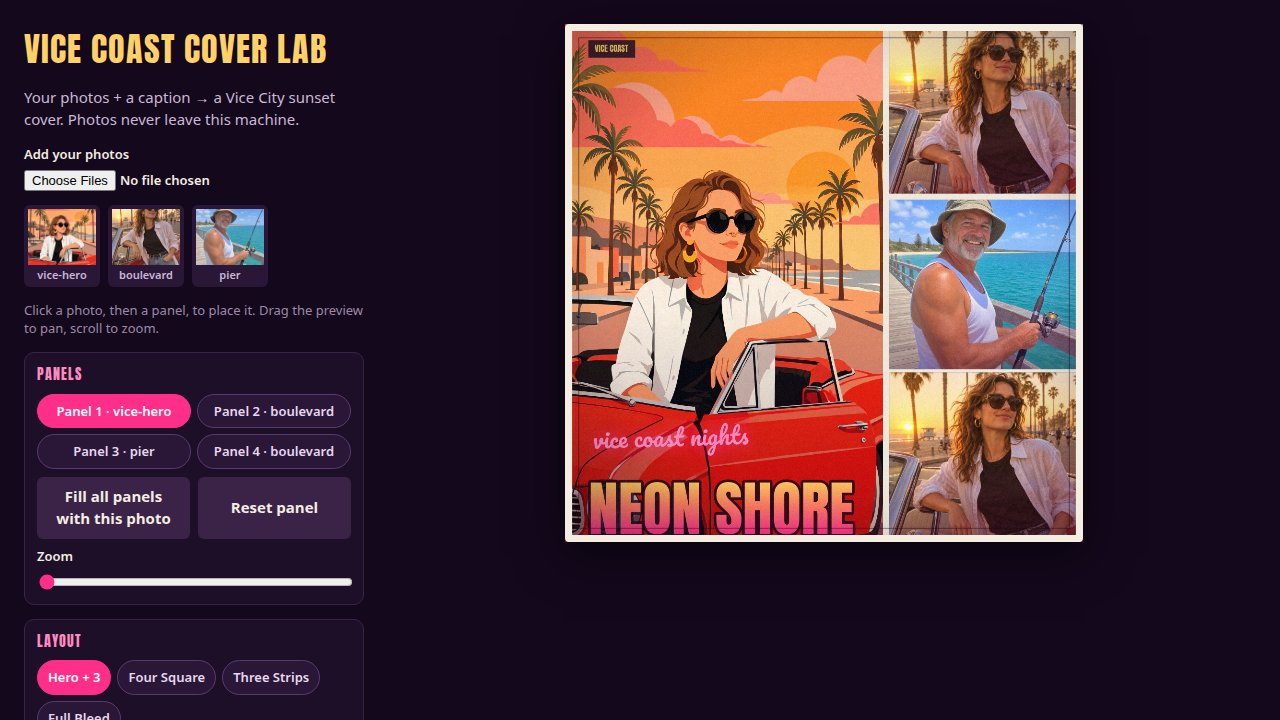 VICE COAST COVER LAB
Your photos + a caption → a Vice City sunset
cover. Photos never leave this machine.
Add your photos
Choose Files No file chosen
vice-hero boulevard pier
Click a photo, then a panel, to place it. Drag the preview
to pan, scroll to zoom.
PANELS
Panel 1 · vice-hero Panel 2 · boulevard
Panel 3 · pier Panel 4 · boulevard
Fill all panels
with this photo
Reset panel
Zoom
LAYOUT
Hero + 3 Four Square Three Strips
Full Bleed
VICE COAST
vice coast nights
NEON SHORE